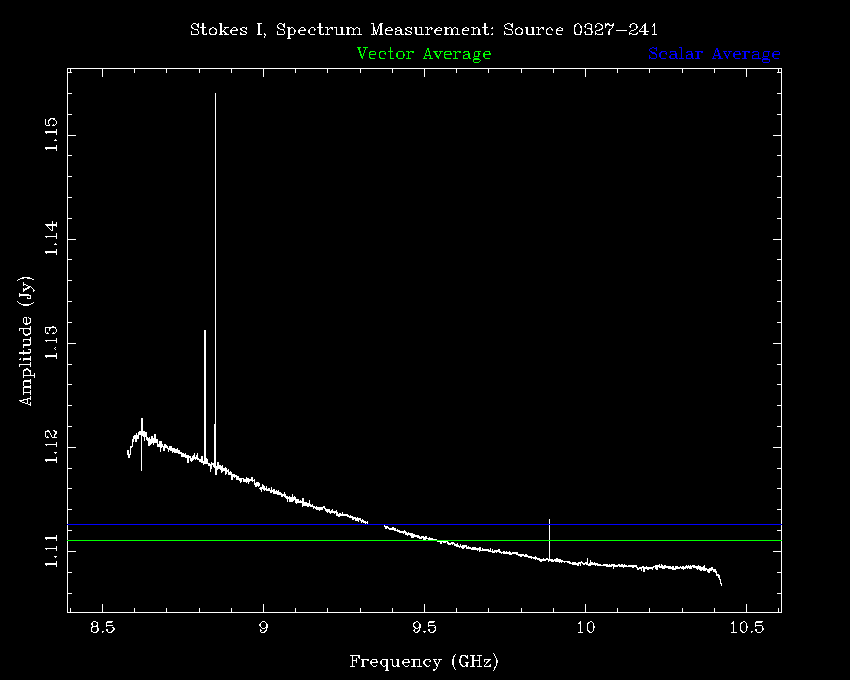 Stokes I, Spectrum Measurement: Source 0327-241
Vector Average Scalar Average
1.15
1.14
1.13
1.12
1.11
Amplitude (Jy)
8.5 9 9.5 10 10.5
Frequency (GHz)